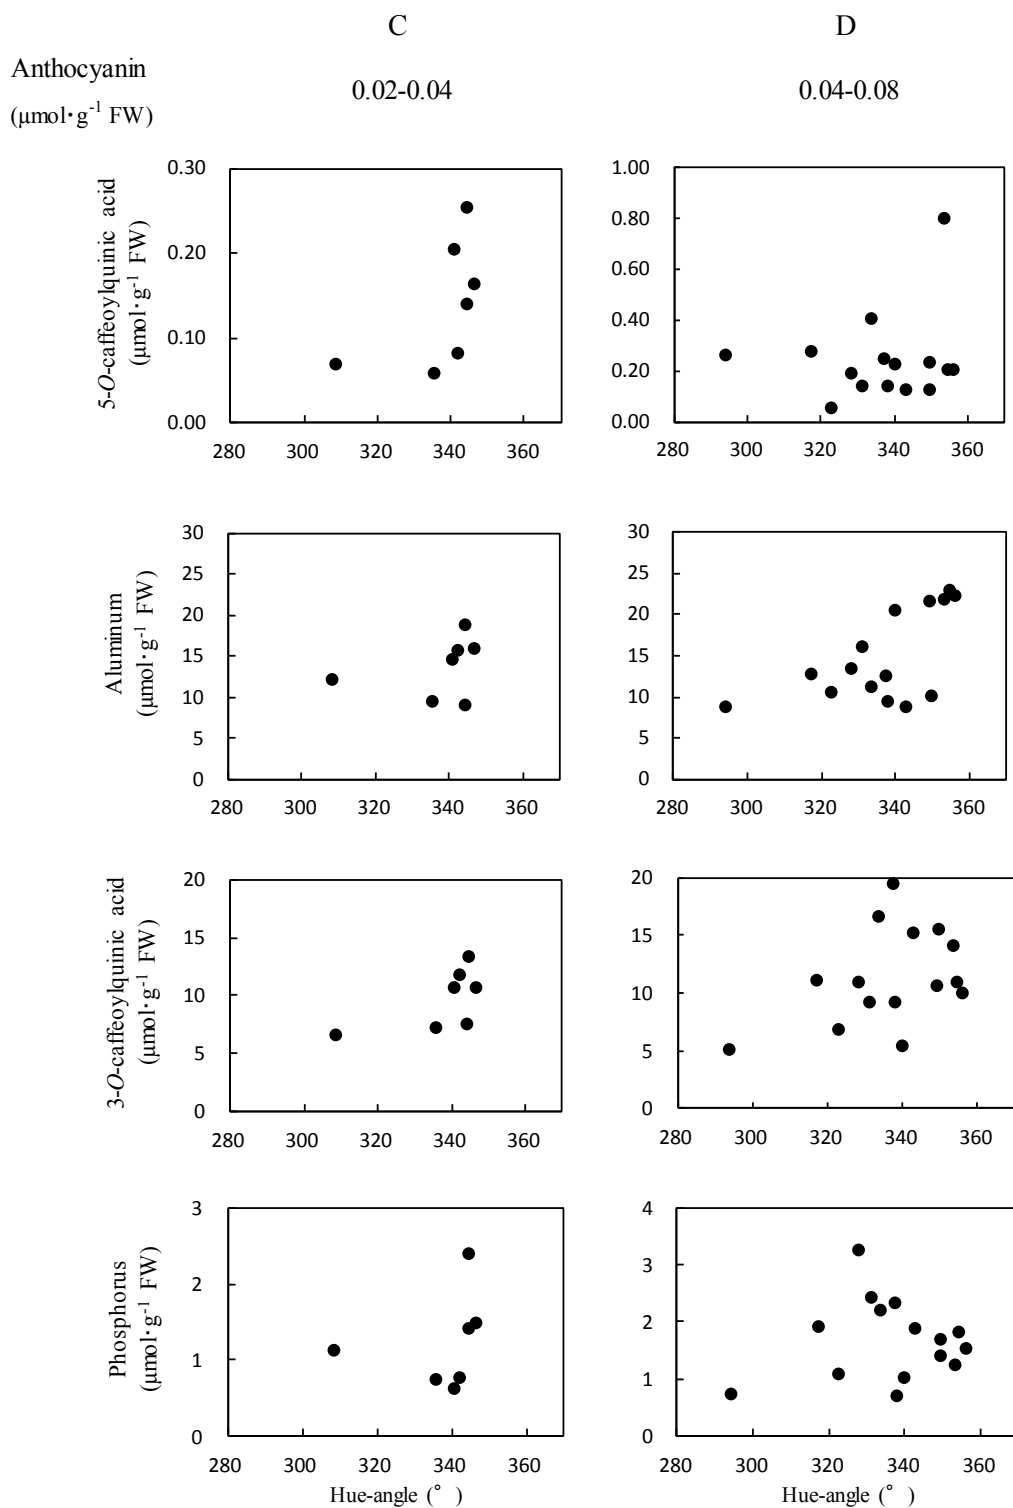 C D
Anthocyanin
(μmol·g-1 FW)
0.02-0.04 0.04-0.08
5-O-caffeoylquinic acid
(μmol·g-1 FW)
0.30
0.20
0.10
0.00
280 300 320 340 360
1.00
0.80
0.60
0.40
0.20
0.00
280 300 320 340 360
Aluminum
(μmol·g-1 FW)
30
25
20
15
10
5
0
280 300 320 340 360
30
25
20
15
10
5
0
280 300 320 340 360
3-O-caffeoylquinic acid
(μmol·g-1 FW)
20
15
10
5
0
280 300 320 340 360
20
15
10
5
0
280 300 320 340 360
Phosphorus
(μmol·g-1 FW)
3
2
1
0
280 300 320 340 360
Hue-angle (°)
4
3
2
1
0
280 300 320 340 360
Hue-angle (°)